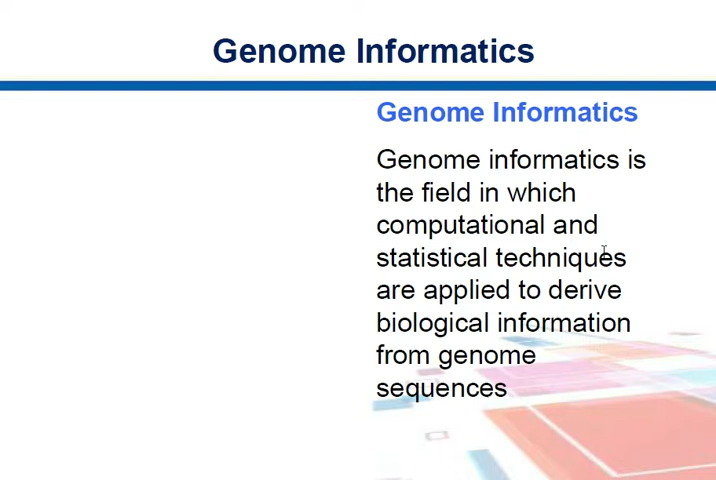 Genome Informatics
Genome Informatics
Genome informatics is
the field in which
computational and
statistical techniques
are applied to derive
biological information
from genome
sequences